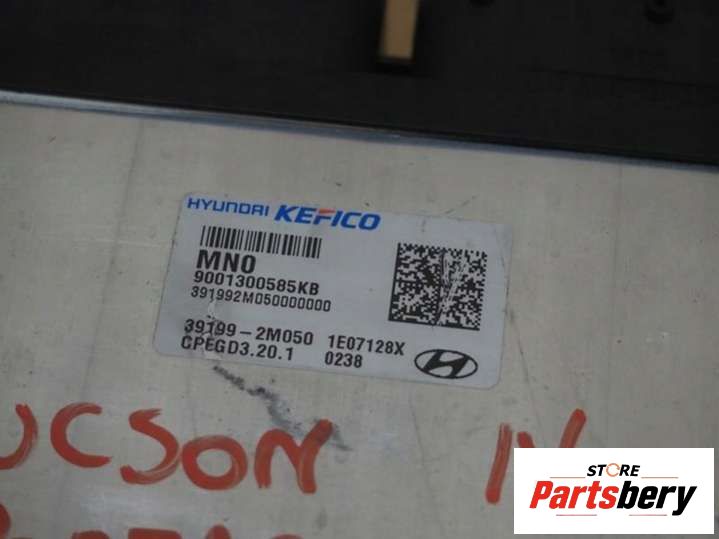 HYUNDAI KEFICO
MN0
9001300585KB
391992M050000000
39199-2M050 1E07128X
CPEGD3.20.1 0238
UCSON IV
STORE
Partsbery